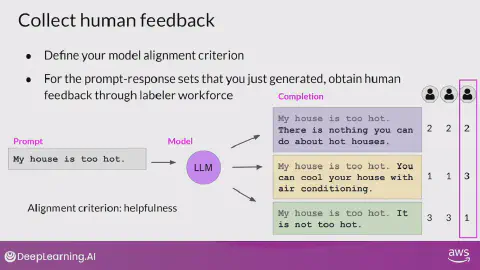 Collect human feedback
● Define your model alignment criterion
● For the prompt-response sets that you just generated, obtain human
feedback through labeler workforce
Completion
My house is too hot.
There is nothing you can
do about hot houses.
2 2 2
Prompt
Model
My house is too hot.
LLM
My house is too hot. You
can cool your house with
air conditioning.
1 1 3
Alignment criterion: helpfulness
My house is too hot. It
is not too hot.
3 3 1
DeepLearning.AI
aws